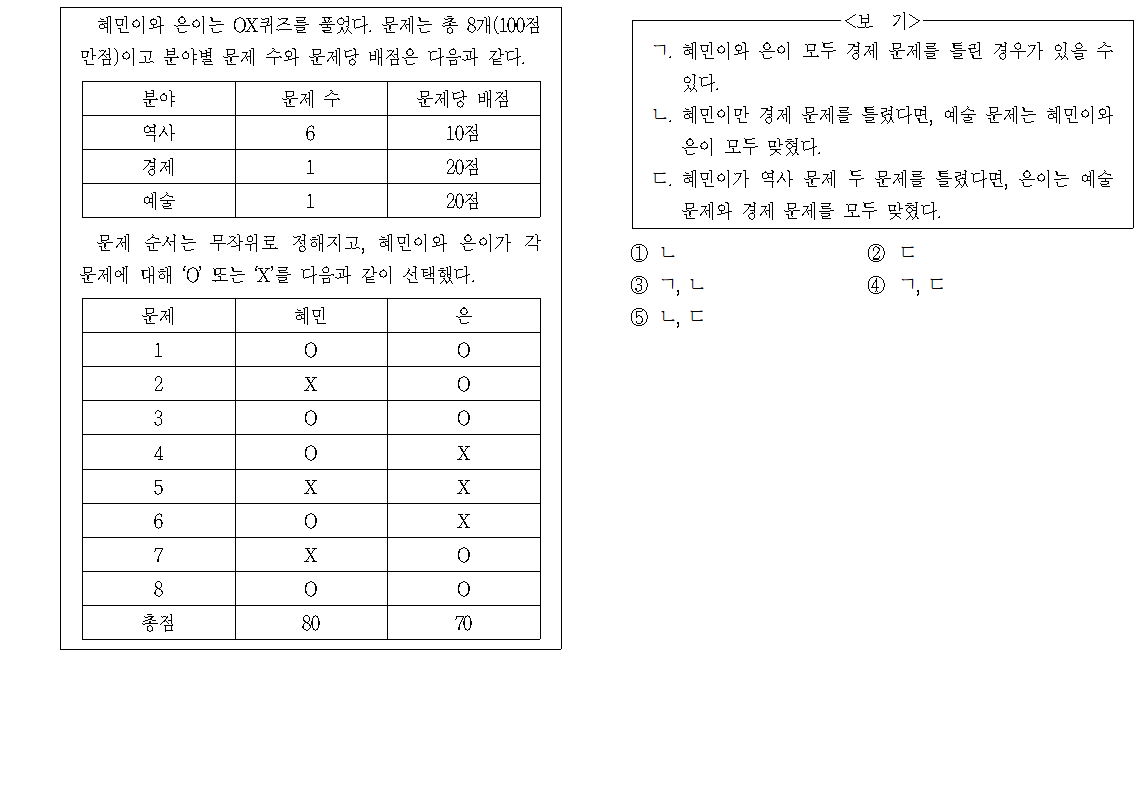 혜민이와 은이는 OX퀴즈를 풀었다. 문제는 총 8개(100점
만점)이고 분야별 문제 수와 문제당 배점은 다음과 같다.
분야 문제 수 문제당 배점
역사 6 10점
경제 1 20점
예술 1 20점
문제 순서는 무작위로 정해지고, 혜민이와 은이가 각
문제에 대해 ‘O’ 또는 ‘X’를 다음과 같이 선택했다.
문제 혜민 은
1 O O
2 X O
3 O O
4 O X
5 X X
6 O X
7 X O
8 O O
총점 80 70
<보 기>
ㄱ. 혜민이와 은이 모두 경제 문제를 틀린 경우가 있을 수
있다.
ㄴ. 혜민이만 경제 문제를 틀렸다면, 예술 문제는 혜민이와
은이 모두 맞혔다.
ㄷ. 혜민이가 역사 문제 두 문제를 틀렸다면, 은이는 예술
문제와 경제 문제를 모두 맞혔다.
① ㄴ ② ㄷ
③ ㄱ, ㄴ ④ ㄱ, ㄷ
⑤ ㄴ, ㄷ